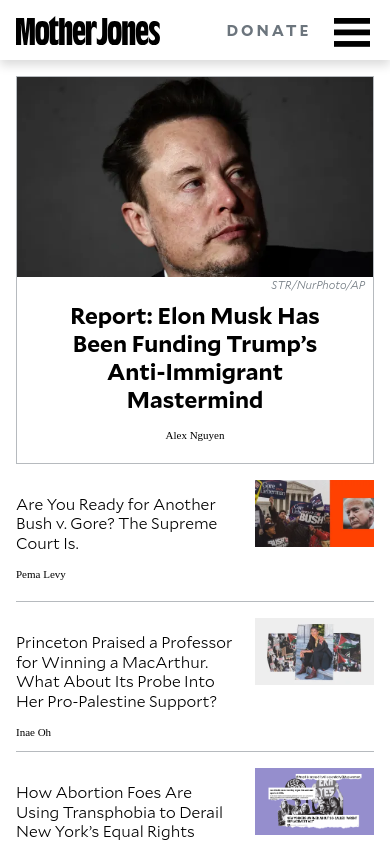 Mother Jones
DONATE
STR/NurPhoto/AP
Report: Elon Musk Has
Been Funding Trump’s
Anti-Immigrant
Mastermind
Alex Nguyen
Are You Ready for Another
Bush v. Gore? The Supreme
Court Is.
Pema Levy
Princeton Praised a Professor
for Winning a MacArthur.
What About Its Probe Into
Her Pro-Palestine Support?
Inae Oh
How Abortion Foes Are
Using Transphobia to Derail
New York’s Equal Rights